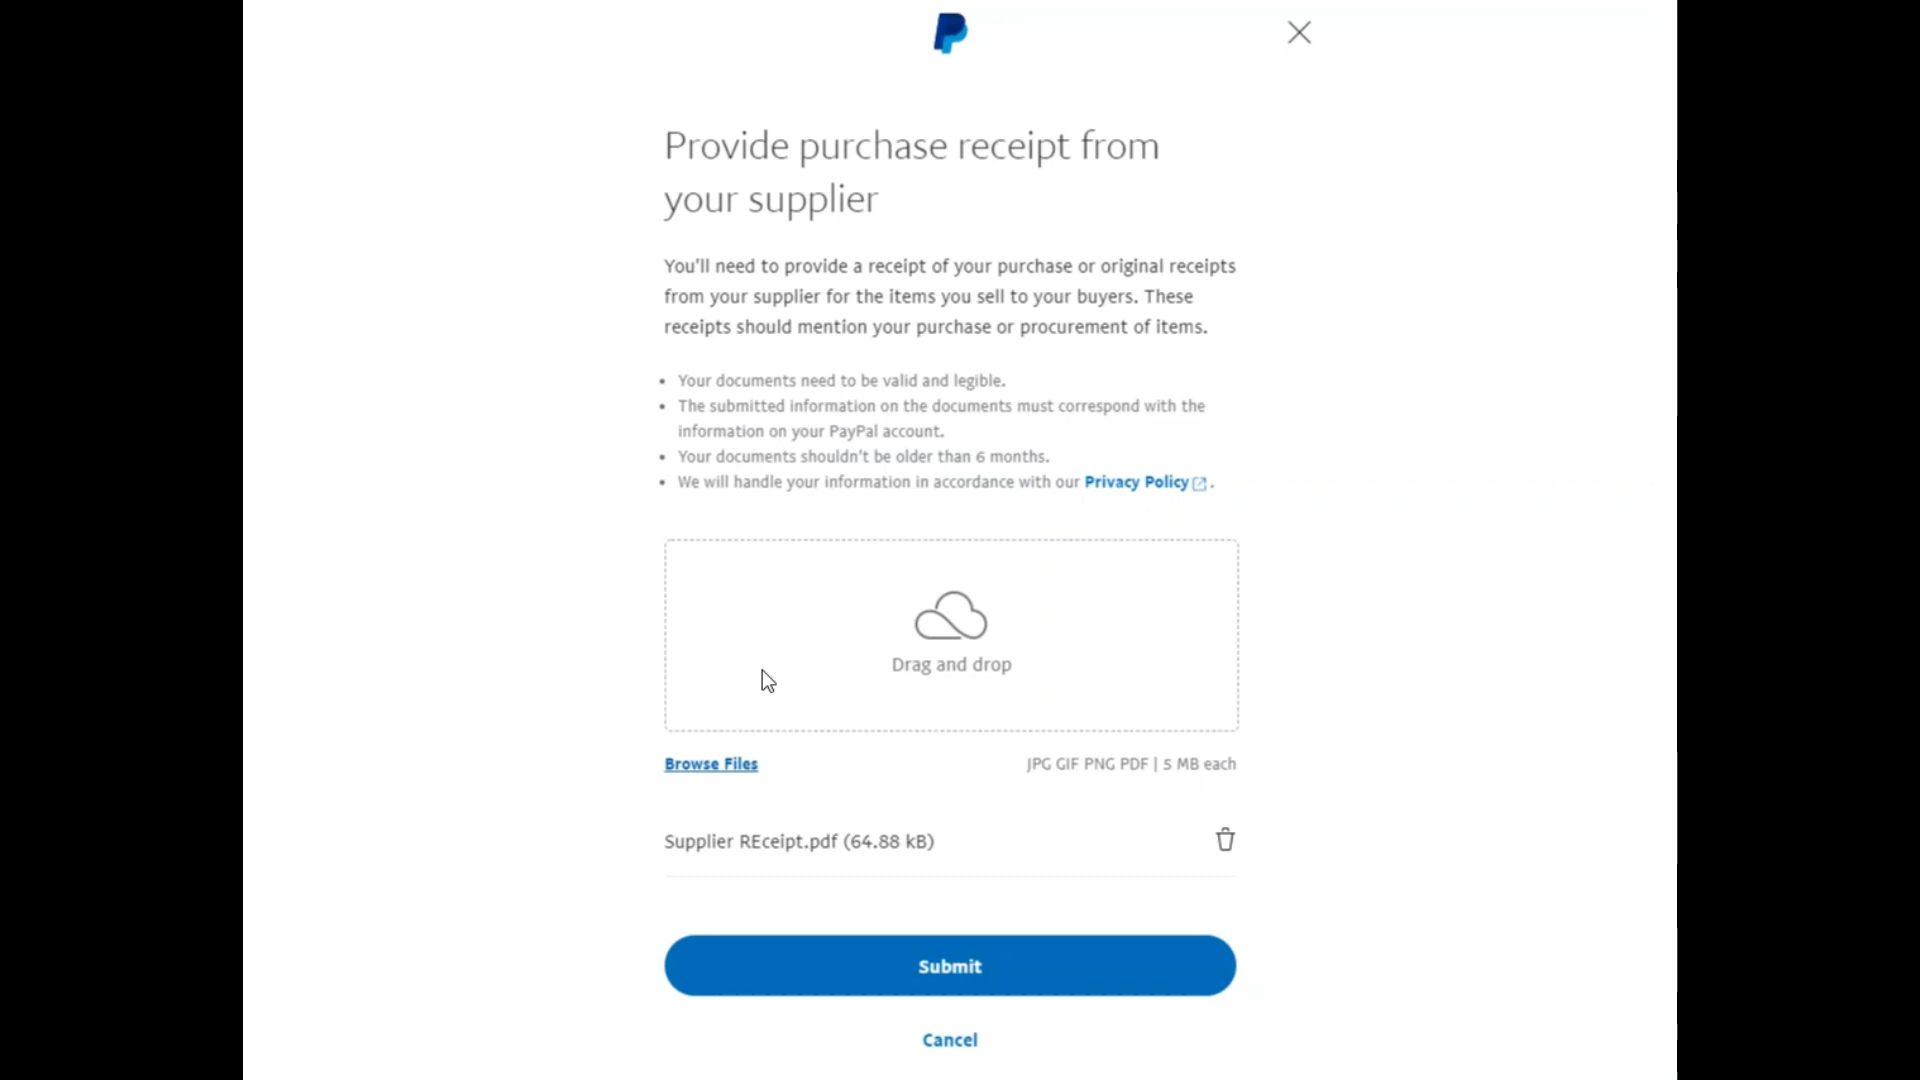 Provide purchase receipt from
your supplier
You'll need to provide a receipt of your purchase or original receipts
from your supplier for the items you sell to your buyers. These
receipts should mention your purchase or procurement of items.
• Your documents need to be valid and legible.
• The submitted information on the documents must correspond with the
information on your PayPal account.
• Your documents shouldn't be older than 6 months.
• We will handle your information in accordance with our Privacy Policy.
Drag and drop
Browse Files JPG GIF PNG PDF | 5 MB each
Supplier REceipt.pdf (64.88 kB)
Submit
Cancel